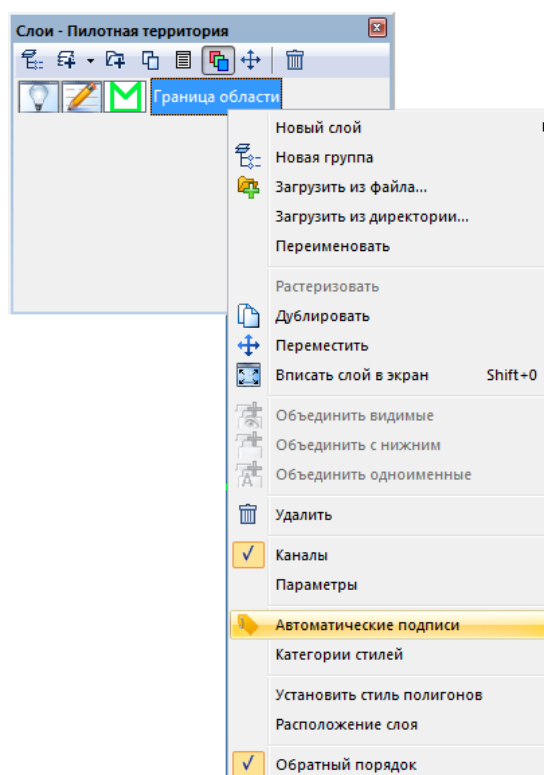 Слои - Пилотная территория
Граница области
Новый слой
Новая группа
Загрузить из файла...
Загрузить из директории...
Переименовать
Растеризовать
Дублировать
Переместить
Вписать слой в экран Shift+0
Объединить видимые
Объединить с нижним
Объединить одноименные
Удалить
Каналы
Параметры
Автоматические подписи
Категории стилей
Установить стиль полигонов
Расположение слоя
Обратный порядок